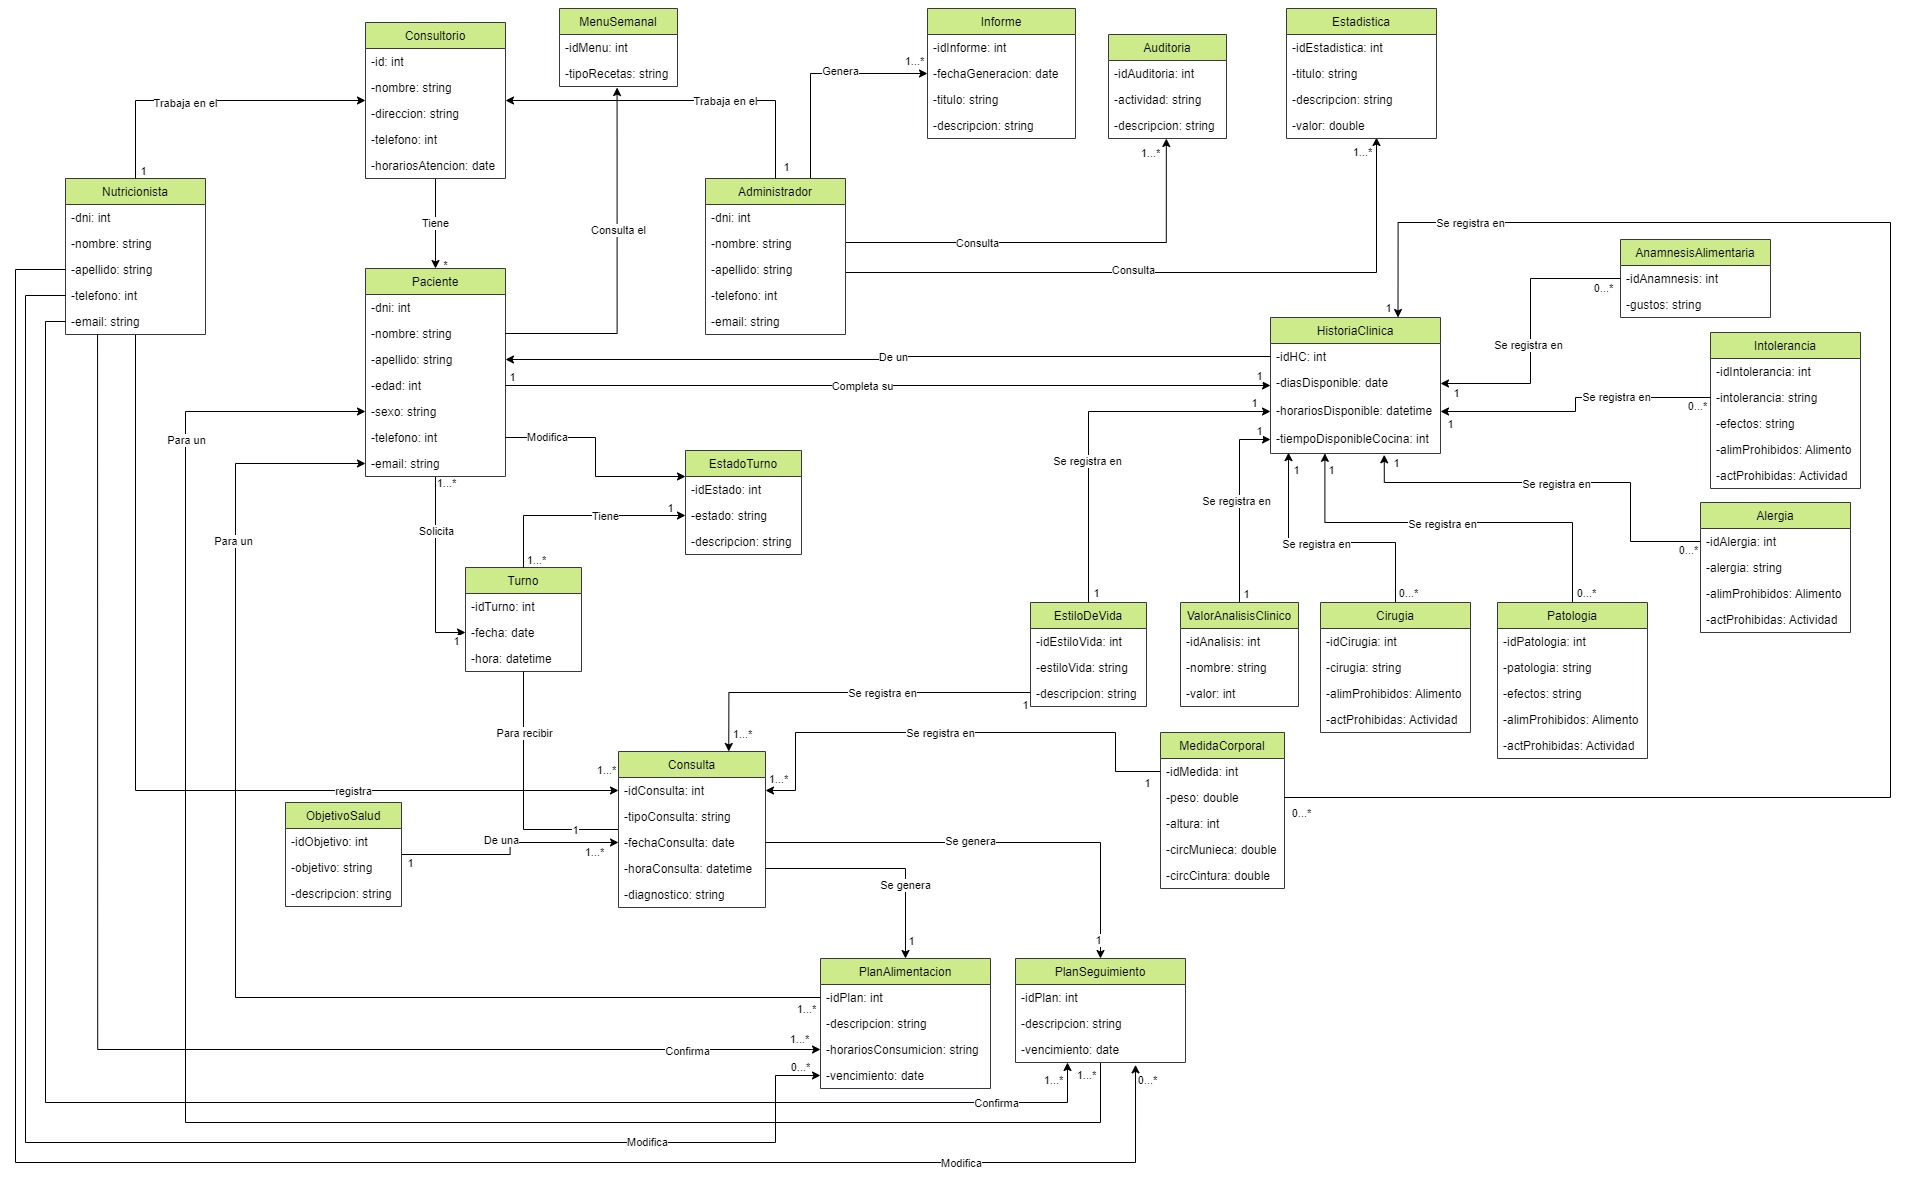 Consultorio
-id: int
-nombre: string
-direccion: string
-telefono: int
-horariosAtencion: date
MenuSemanal
-idMenu: int
-tipoRecetas: string
Informe
-idInforme: int
-fechaGeneracion: date
-titulo: string
-descripcion: string
Auditoria
-idAuditoria: int
-actividad: string
-descripcion: string
Estadistica
-idEstadistica: int
-titulo: string
-descripcion: string
-valor: double
Genera
1...*
Trabaja en el
1
Trabaja en el
1
1...*
1...*
Nutricionista
-dni: int
-nombre: string
-apellido: string
-telefono: int
-email: string
Tiene
*
Consulta el
Administrador
-dni: int
-nombre: string
-apellido: string
-telefono: int
-email: string
Consulta
Consulta
Se registra en
1
AnamnesisAlimentaria
-idAnamnesis: int
-gustos: string
0...*
Se registra en
1
Paciente
-dni: int
-nombre: string
-apellido: string
-edad: int
-sexo: string
-telefono: int
-email: string
De un
1
Completa su
1
HistoriaClinica
-idHC: int
-diasDisponible: date
-horariosDisponible: datetime
-tiempoDisponibleCocina: int
Intolerancia
-idIntolerancia: int
-intolerancia: string
-efectos: string
-alimProhibidos: Alimento
-actProhibidas: Actividad
Se registra en
0...*
1
1
1
Para un
Modifica
EstadoTurno
-idEstado: int
-estado: string
-descripcion: string
Se registra en
Se registra en
1
1
1
Se registra en
Se registra en
Se registra en
Alergia
-idAlergia: int
-alergia: string
-alimProhibidos: Alimento
-actProhibidas: Actividad
0...*
1...*
Solicita
Para un
Tiene
1
1...*
Turno
-idTurno: int
-fecha: date
-hora: datetime
1
1
EstiloDeVida
-idEstiloVida: int
-estiloVida: string
-descripcion: string
1
ValorAnalisisClinico
-idAnalisis: int
-nombre: string
-valor: int
0...*
Cirugia
-idCirugia: int
-cirugia: string
-alimProhibidos: Alimento
-actProhibidas: Actividad
0...*
Patologia
-idPatologia: int
-patologia: string
-efectos: string
-alimProhibidos: Alimento
-actProhibidas: Actividad
Se registra en
1
1...*
Para recibir
Se registra en
1
1...*
MedidaCorporal
-idMedida: int
-peso: double
-altura: int
-circMunieca: double
-circCintura: double
0...*
1...*
registra
Consulta
-idConsulta: int
-tipoConsulta: string
-fechaConsulta: date
-horaConsulta: datetime
-diagnostico: string
1
ObjetivoSalud
-idObjetivo: int
-objetivo: string
-descripcion: string
De una
1
1...*
Se genera
Se genera
1
1
PlanAlimentacion
-idPlan: int
-descripcion: string
-horariosConsumicion: string
-vencimiento: date
PlanSeguimiento
-idPlan: int
-descripcion: string
-vencimiento: date
1...*
1...*
Confirma
0...*
1...*
1...*
0...*
Confirma
Modifica
Modifica